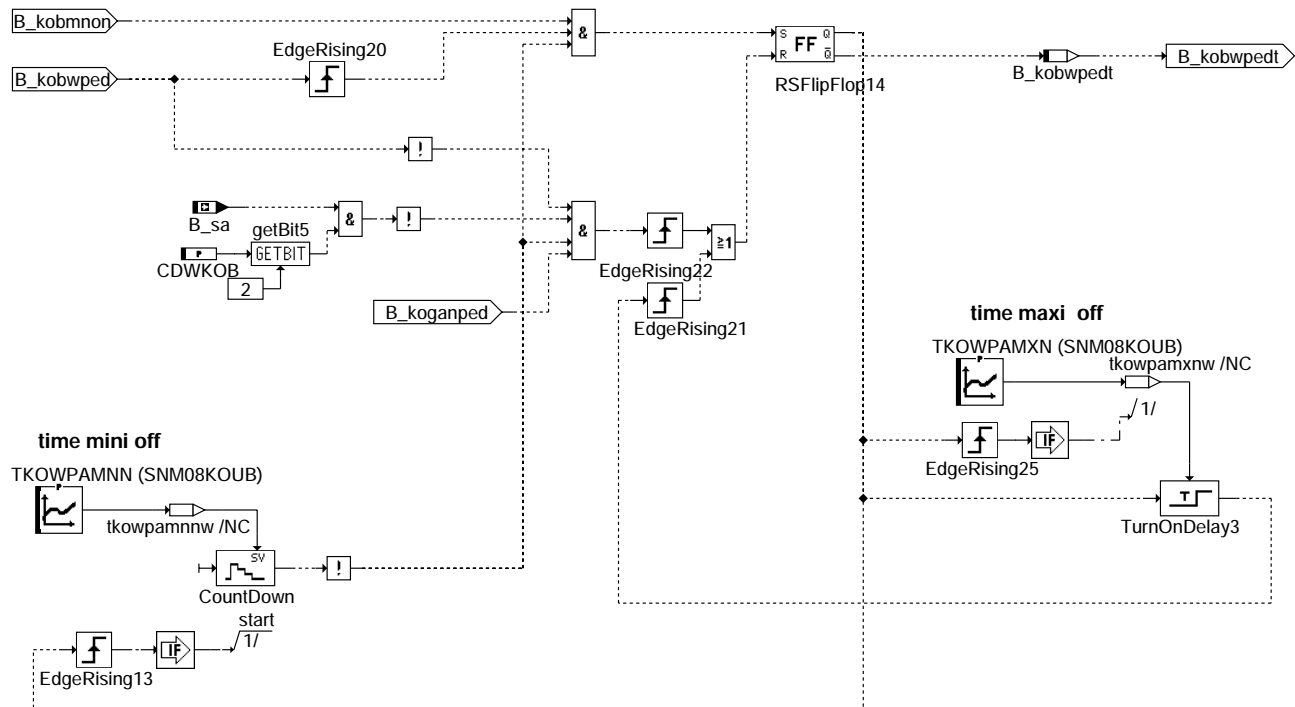 B_kobmnon
EdgeRising20
&
S Q
FF
R Q
B_kobwped
B_kobwpedt
B_kobwpedt
RSFlipFlop14
!
B_sa
getBit5
&
!
&
GETBIT
CDWKOB
P
2
≧1
EdgeRising22
B_koganped
EdgeRising21
time maxi off
TKOWPAMXN (SNM08KOUB)
P
tkowpamxnw /NC
/1/
IF
EdgeRising25
T
TurnOnDelay3
time mini off
TKOWPAMNN (SNM08KOUB)
P
tkowpamnnw /NC
SV
!
CountDown
start
1/
IF
EdgeRising13